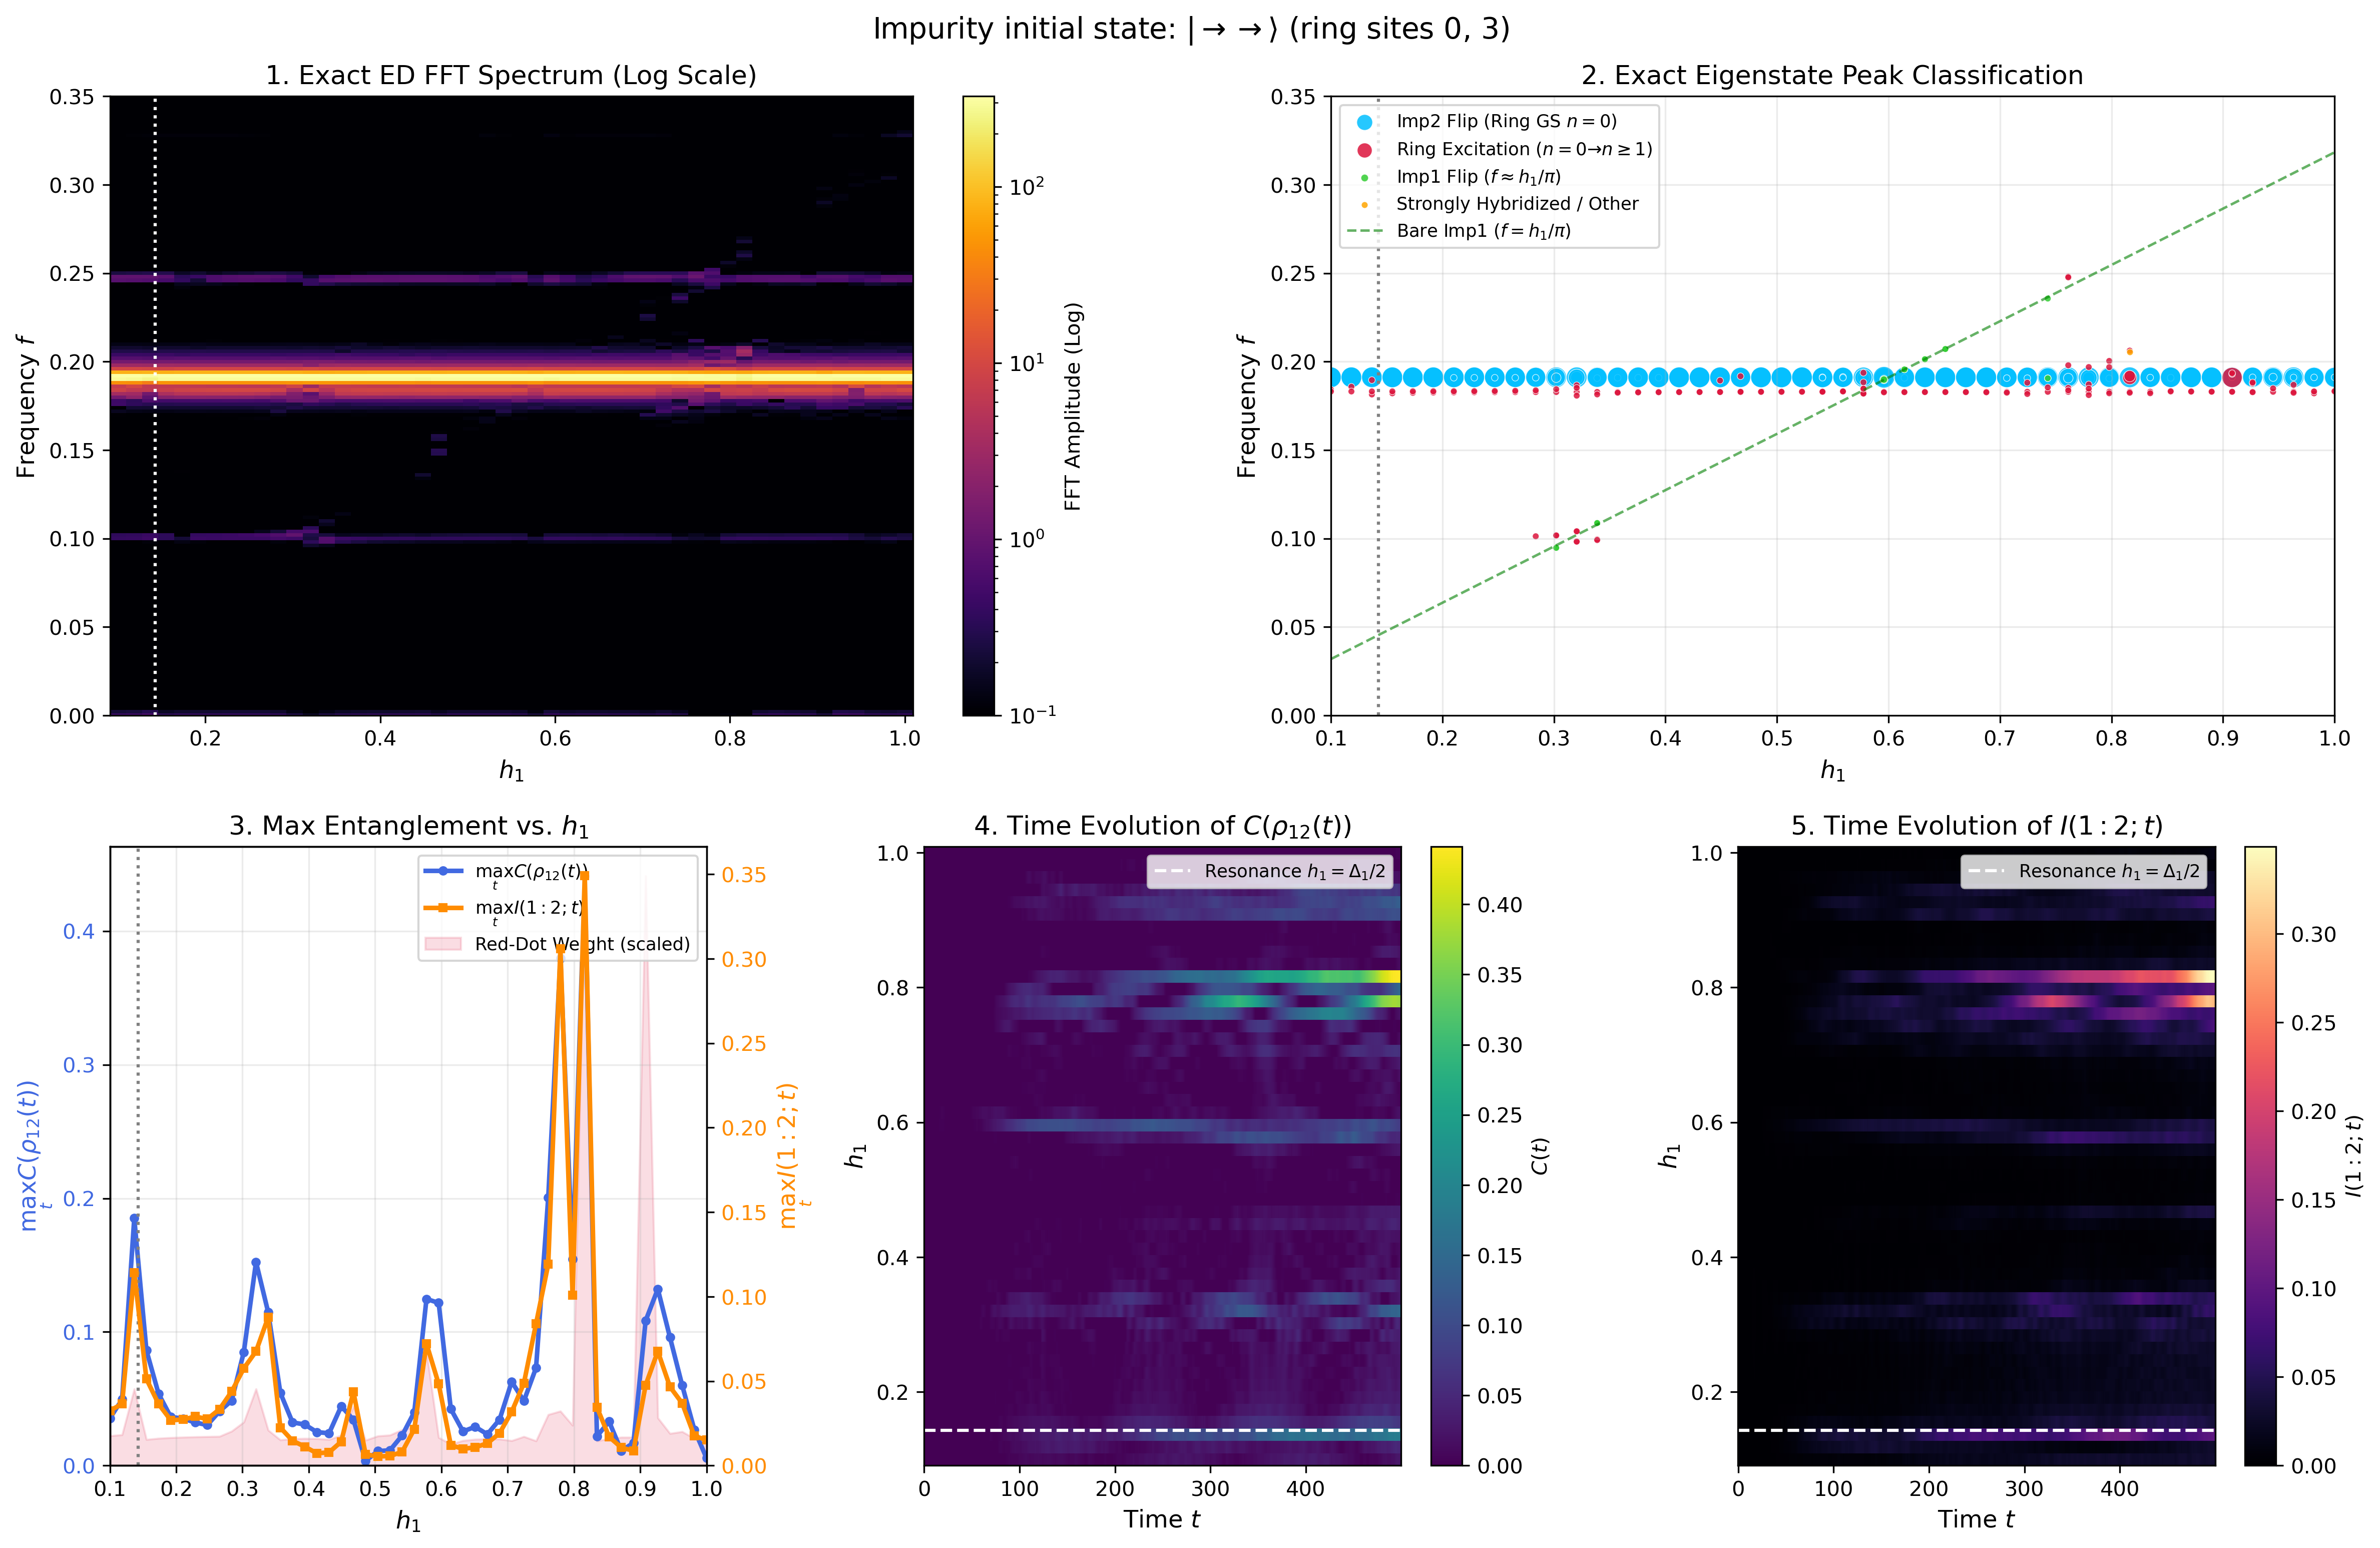 Impurity initial state: |→→⟩ (ring sites 0, 3)
1. Exact ED FFT Spectrum (Log Scale)
0.35
0.30
0.25
0.20
0.15
0.10
0.05
0.00
Frequency f
0.2 0.4 0.6 0.8 1.0
h₁
10²
10¹
10⁰
10⁻¹
FFT Amplitude (Log)
2. Exact Eigenstate Peak Classification
Imp2 Flip (Ring GS n = 0)
Ring Excitation (n = 0→n ≥ 1)
Imp1 Flip (f ≈ h₁/π)
Strongly Hybridized / Other
Bare Imp1 (f = h₁/π)
0.35
0.30
0.25
0.20
0.15
0.10
0.05
0.00
Frequency f
0.1 0.2 0.3 0.4 0.5 0.6 0.7 0.8 0.9 1.0
h₁
3. Max Entanglement vs. h₁
max C(ρ₁₂(t))
t
max I(1 : 2; t)
t
Red-Dot Weight (scaled)
0.4
0.3
0.2
0.1
0.0
max C(ρ₁₂(t))
t
0.35
0.30
0.25
0.20
0.15
0.10
0.05
0.00
max I(1 : 2; t)
t
0.1 0.2 0.3 0.4 0.5 0.6 0.7 0.8 0.9 1.0
h₁
4. Time Evolution of C(ρ₁₂(t))
Resonance h₁ = Δ₁/2
1.0
0.8
0.6
0.4
0.2
h₁
0 100 200 300 400
Time t
0.40
0.35
0.30
0.25
0.20
0.15
0.10
0.05
0.00
C(t)
5. Time Evolution of I(1 : 2; t)
Resonance h₁ = Δ₁/2
1.0
0.8
0.6
0.4
0.2
h₁
0 100 200 300 400
Time t
0.30
0.25
0.20
0.15
0.10
0.05
0.00
I(1 : 2; t)